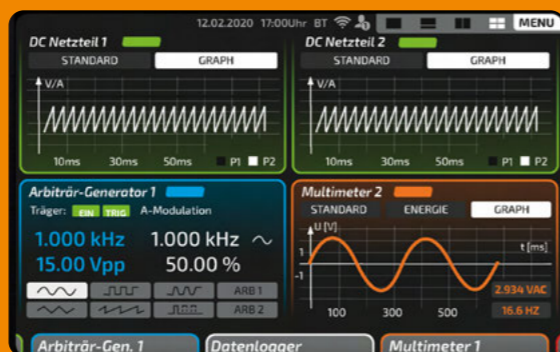 12.02.2020 17:00Uhr BT MENU
DC Netzteil 1
STANDARD GRAPH
V/A
10ms 30ms 50ms P1 P2
DC Netzteil 2
STANDARD GRAPH
V/A
10ms 30ms 50ms P1 P2
Arbiträr-Generator 1
Träger: EIN TRIG A-Modulation
1.000 kHz 1.000 kHz
15.00 Vpp 50.00 %
ARB 1
ARB 2
Multimeter 2
STANDARD ENERGIE GRAPH
U [V]
t [ms]
1
-1
2.934 VAC
100 300 500 16.6 HZ
Arbiträr-Gen. 1 Datenlogger Multimeter 1